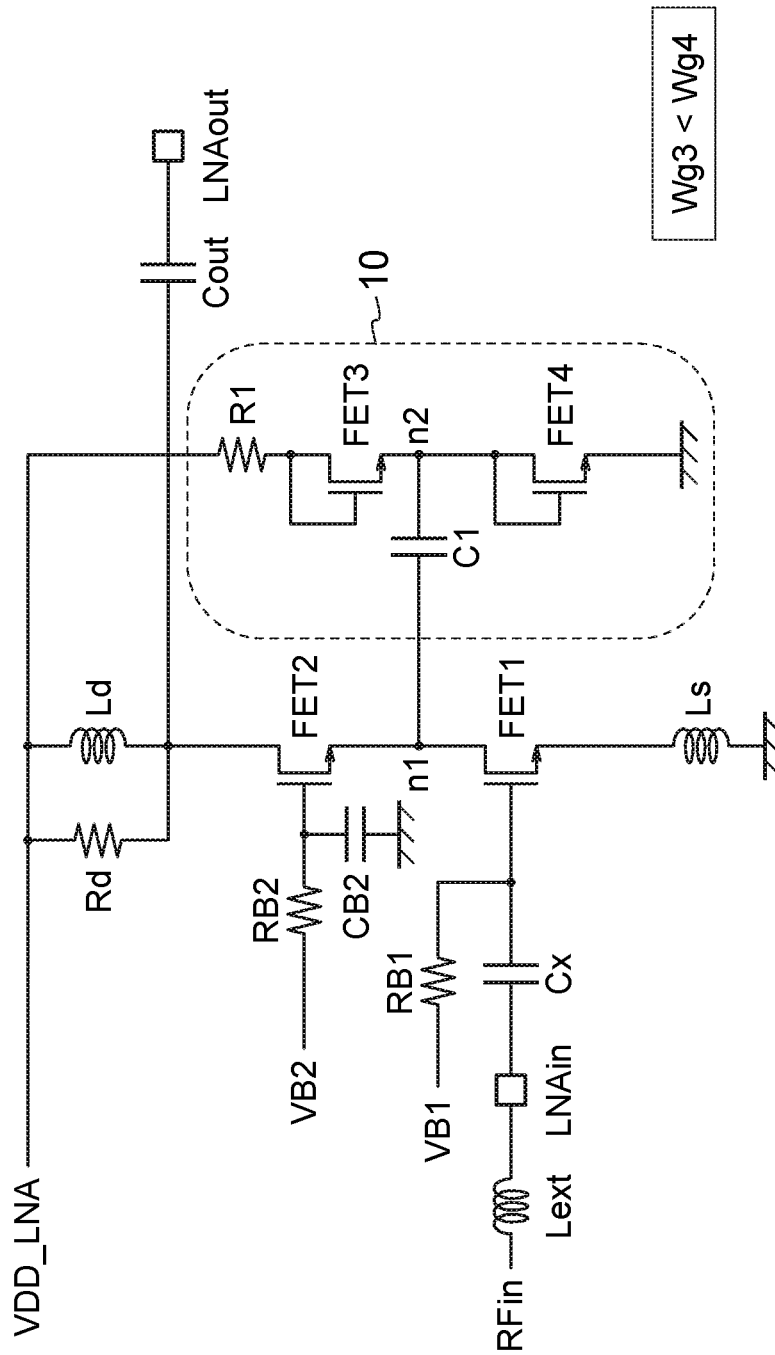 VDD_LNA
Rd
Ld
Cout
LNAout
10
R1
FET3
n2
FET4
C1
FET2
n1
FET1
Ls
RB2
CB2
VB2
RB1
VB1
Cx
LNAin
Lext
RFin
Wg3 < Wg4